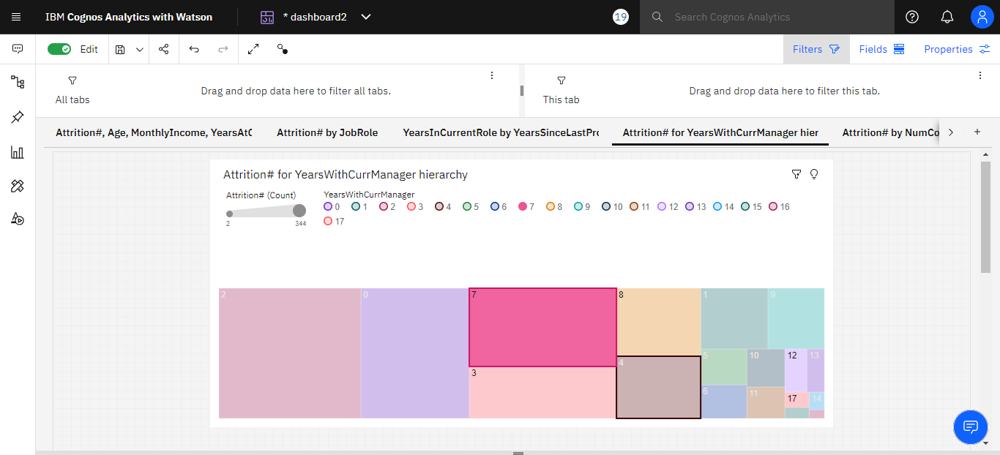 IBM Cognos Analytics with Watson
* dashboard2
19
Search Cognos Analytics
Edit
Filters
Fields
Properties
All tabs
Drag and drop data here to filter all tabs.
This tab
Drag and drop data here to filter this tab.
Attrition#, Age, MonthlyIncome, YearsAtC
Attrition# by JobRole
YearsInCurrentRole by YearsSinceLastPro
Attrition# for YearsWithCurrManager hier
Attrition# by NumCo
Attrition# for YearsWithCurrManager hierarchy
Attrition# (Count)
2
344
YearsWithCurrManager
0 1 2 3 4 5 6 7 8 9 10 11 12 13 14 15 16
17
2 0 7 8 1 9
4
5 10 12 13
3
6 11 17 14